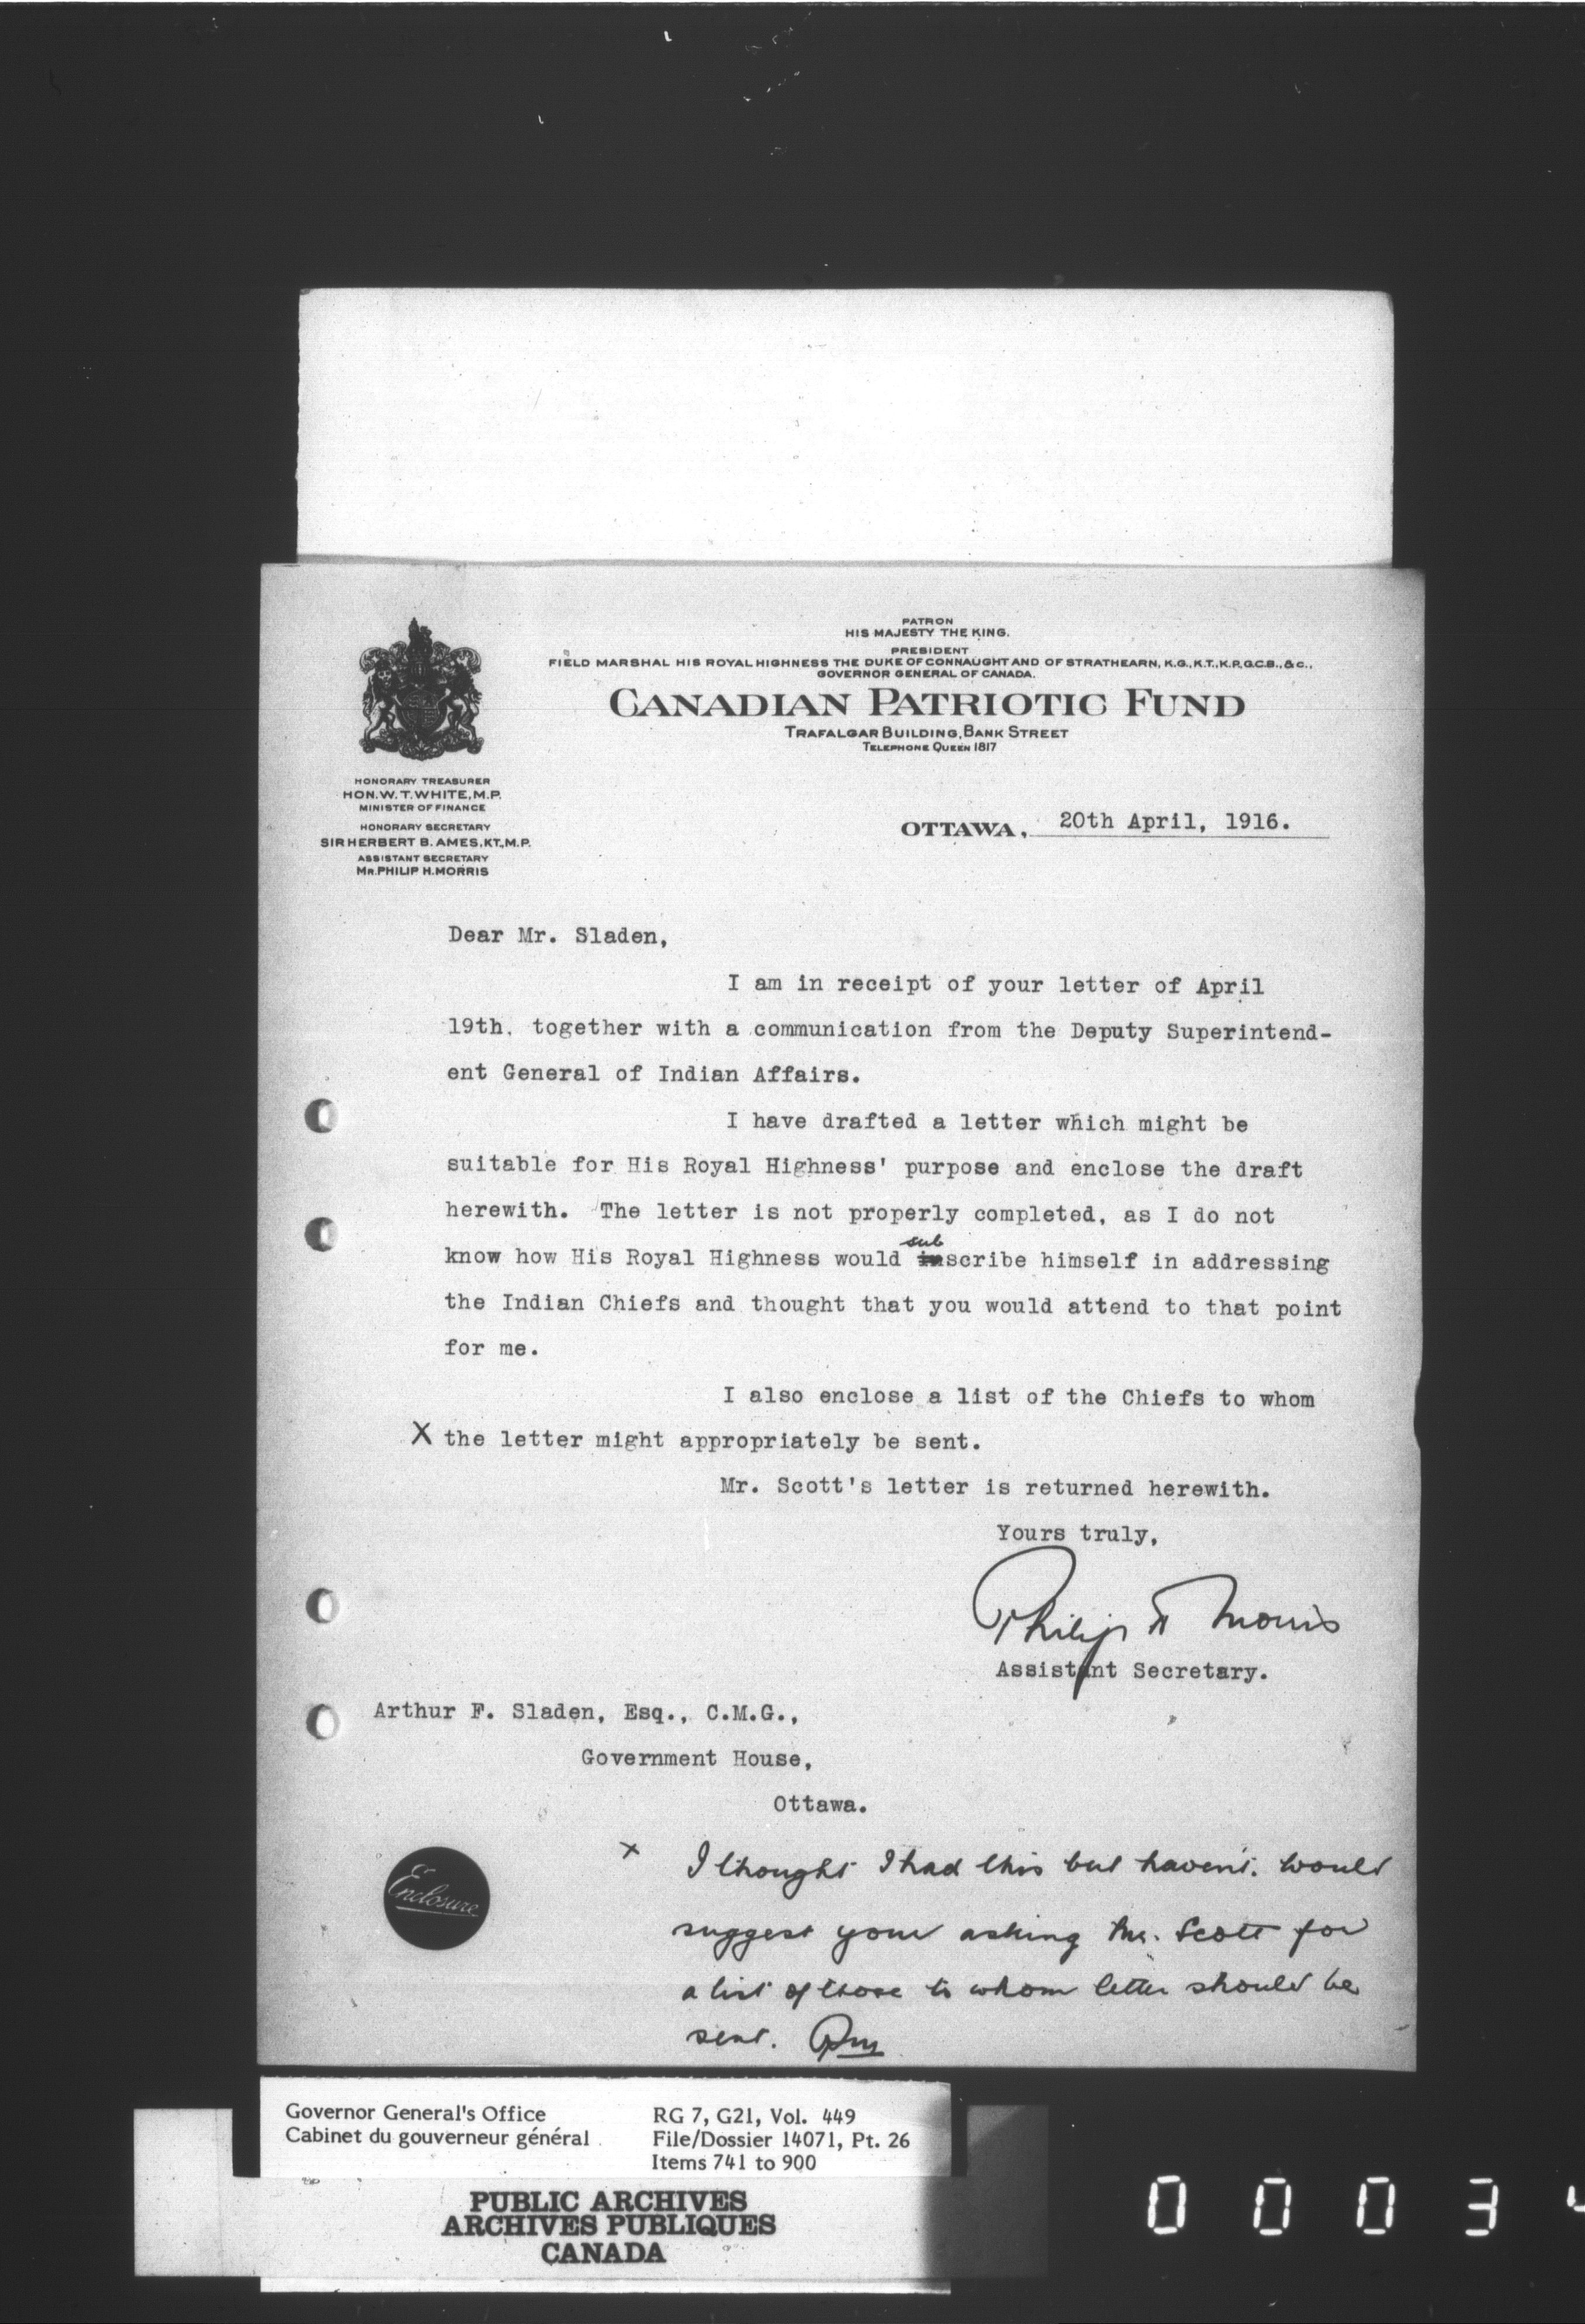 PATRON
HIS MAJESTY THE KING.
PRESIDENT
FIELD MARSHAL HIS ROYAL HIGHNESS THE DUKE OF CONNAUGHT AND OF STRATHEARN, K.G., K.T., K.P., G.C.B., &C.,
GOVERNOR GENERAL OF CANADA.
CANADIAN PATRIOTIC FUND
TRAFALGAR BUILDING, BANK STREET
TELEPHONE QUEEN 1817
HONORARY TREASURER
HON. W. T. WHITE, M.P.
MINISTER OF FINANCE
HONORARY SECRETARY
SIR HERBERT B. AMES, KT., M.P.
ASSISTANT SECRETARY
MR. PHILIP H. MORRIS
OTTAWA, 20th April, 1916.
Dear Mr. Sladen,
I am in receipt of your letter of April
19th. together with a communication from the Deputy Superintend-
ent General of Indian Affairs.
I have drafted a letter which might be
suitable for His Royal Highness' purpose and enclose the draft
herewith. The letter is not properly completed, as I do not
sub
know how His Royal Highness would inscribe himself in addressing
the Indian Chiefs and thought that you would attend to that point
for me.
I also enclose a list of the Chiefs to whom
X the letter might appropriately be sent.
Mr. Scott's letter is returned herewith.
Yours truly,
Philip H Morris
Assistant Secretary.
Arthur F. Sladen, Esq., C.M.G.,
Government House,
Ottawa.
x I thought I had this but haven't. Would
suggest your asking Mr. Scott for
a list of those to whom letter should be
sent. PM
Enclosure
Governor General's Office
Cabinet du gouverneur général
RG 7, G21, Vol. 449
File/Dossier 14071, Pt. 26
Items 741 to 900
PUBLIC ARCHIVES
ARCHIVES PUBLIQUES
CANADA
0 0 0 3